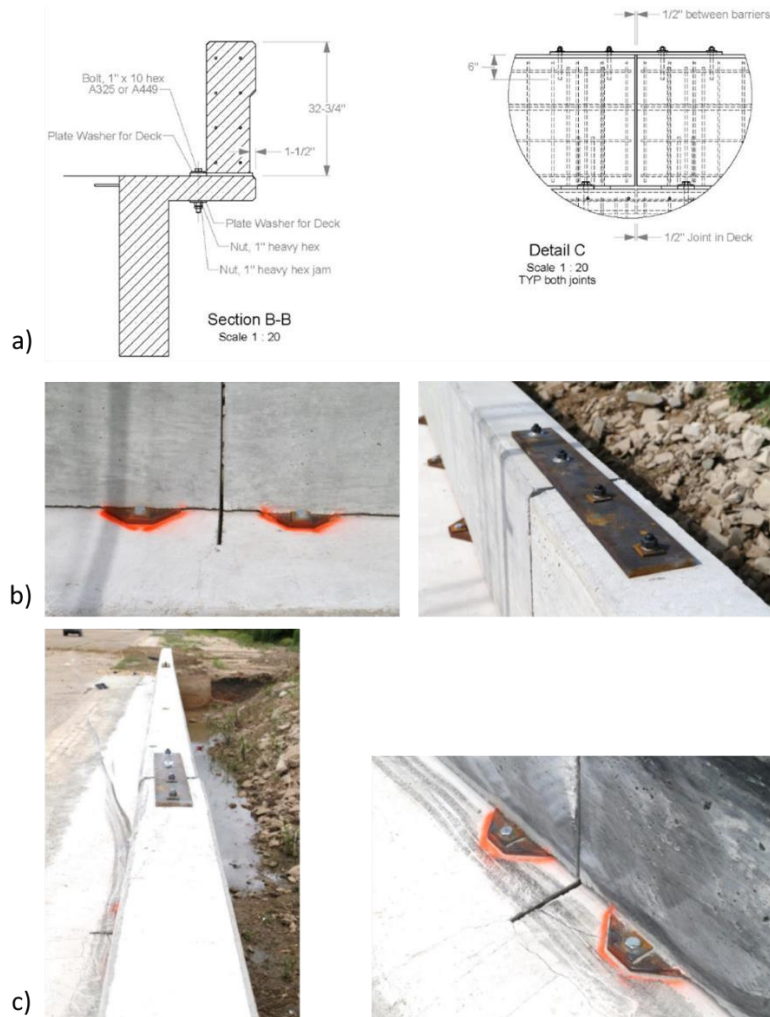 Bolt, 1" x 10 hex
A325 or A449
Plate Washer for Deck
32-3/4"
1-1/2"
Plate Washer for Deck
Nut, 1" heavy hex
Nut, 1" heavy hex jam
Section B-B
Scale 1 : 20
1/2" between barriers
6"
1/2" Joint in Deck
Detail C
Scale 1 : 20
TYP both joints
a)
b)
c)